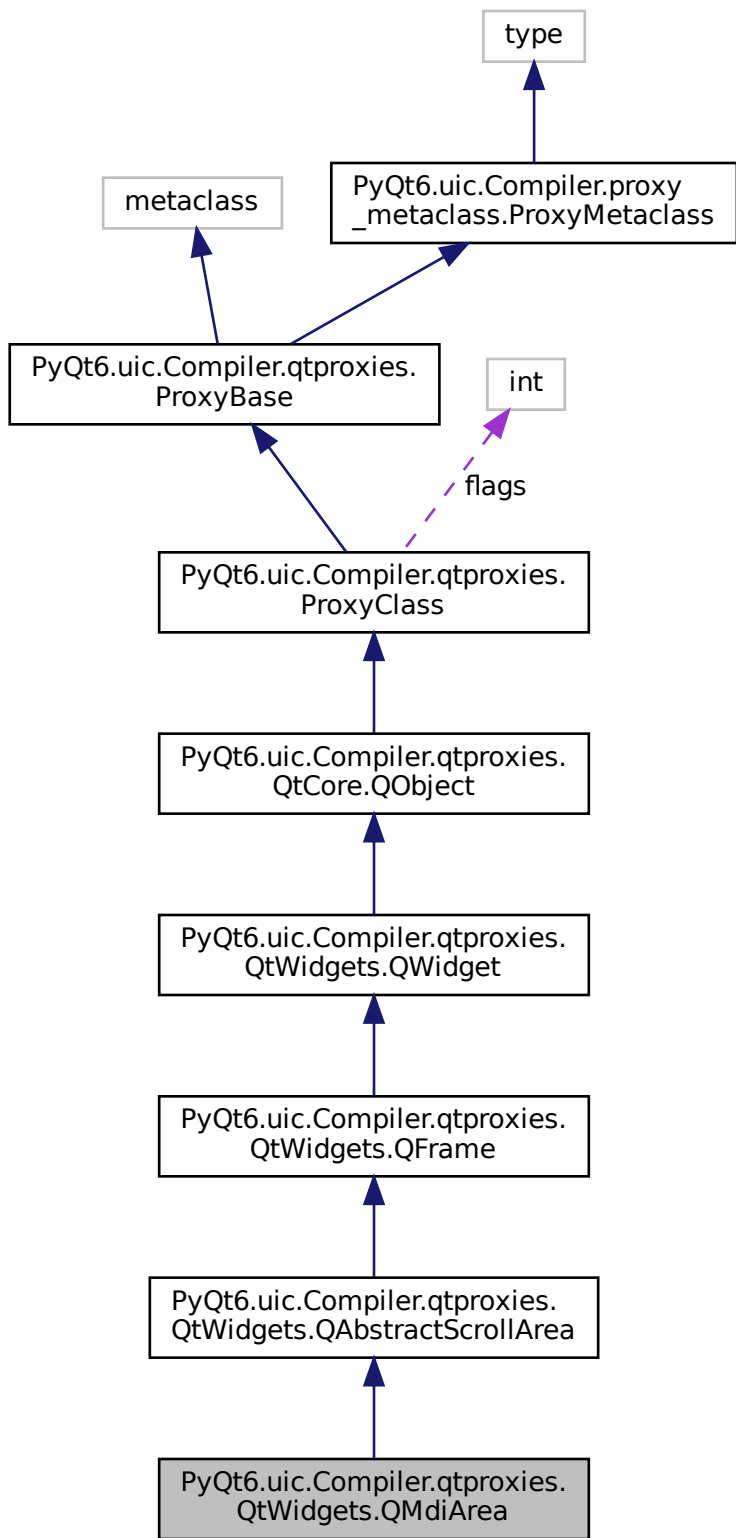 type
PyQt6.uic.Compiler.proxy
_metaclass.ProxyMetaclass
metaclass
PyQt6.uic.Compiler.qtproxies.
ProxyBase
int
flags
PyQt6.uic.Compiler.qtproxies.
ProxyClass
PyQt6.uic.Compiler.qtproxies.
QtCore.QObject
PyQt6.uic.Compiler.qtproxies.
QtWidgets.QWidget
PyQt6.uic.Compiler.qtproxies.
QtWidgets.QFrame
PyQt6.uic.Compiler.qtproxies.
QtWidgets.QAbstractScrollArea
PyQt6.uic.Compiler.qtproxies.
QtWidgets.QMdiArea